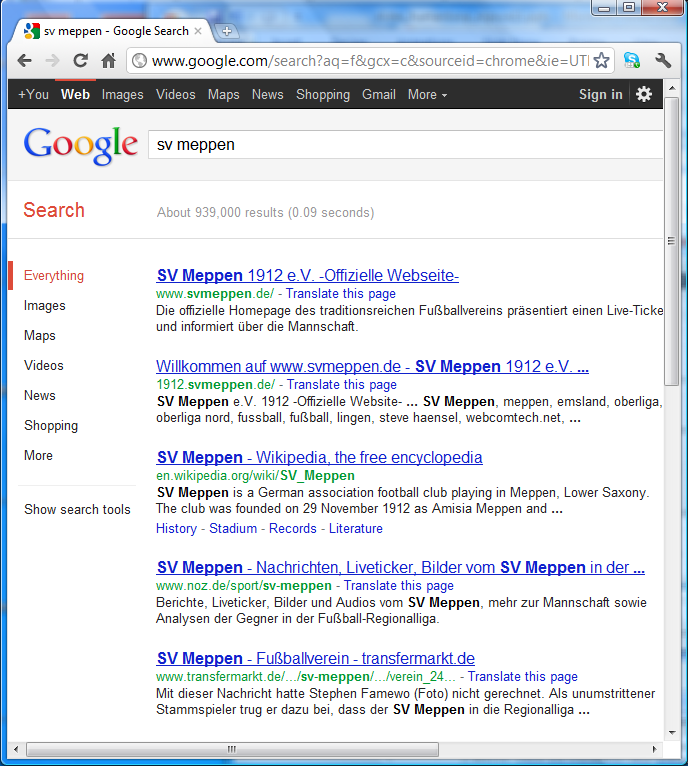 sv meppen - Google Search
www.google.com/search?aq=f&gcx=c&sourceid=chrome&ie=UT
+You Web Images Videos Maps News Shopping Gmail More Sign in
Google
sv meppen
Search
About 939,000 results (0.09 seconds)
Everything
Images
Maps
Videos
News
Shopping
More
Show search tools
SV Meppen 1912 e.V. -Offizielle Webseite-
www.svmeppen.de/ - Translate this page
Die offizielle Homepage des traditionsreichen Fußballvereins präsentiert einen Live-Ticke
und informiert über die Mannschaft.
Willkommen auf www.svmeppen.de - SV Meppen 1912 e.V. ...
1912.svmeppen.de/ - Translate this page
SV Meppen e.V. 1912 -Offizielle Website- ... SV Meppen, meppen, emsland, oberliga,
oberliga nord, fussball, fußball, lingen, steve haensel, webcomtech.net, ...
SV Meppen - Wikipedia, the free encyclopedia
en.wikipedia.org/wiki/SV_Meppen
SV Meppen is a German association football club playing in Meppen, Lower Saxony.
The club was founded on 29 November 1912 as Amisia Meppen and ...
History - Stadium - Records - Literature
SV Meppen - Nachrichten, Liveticker, Bilder vom SV Meppen in der ...
www.noz.de/sport/sv-meppen - Translate this page
Berichte, Liveticker, Bilder und Audios vom SV Meppen, mehr zur Mannschaft sowie
Analysen der Gegner in der Fußball-Regionalliga.
SV Meppen - Fußballverein - transfermarkt.de
www.transfermarkt.de/.../sv-meppen/.../verein_24... - Translate this page
Mit dieser Nachricht hatte Stephen Famewo (Foto) nicht gerechnet. Als unumstrittener
Stammspieler trug er dazu bei, dass der SV Meppen in die Regionalliga ...